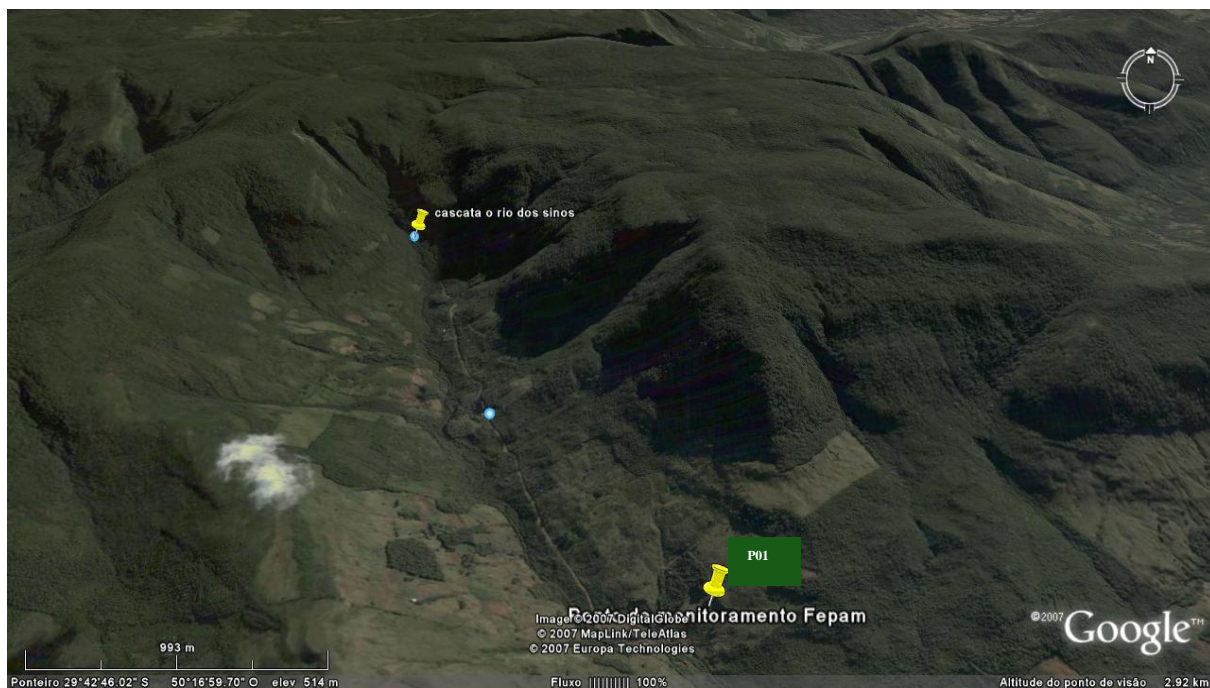 N
cascata o rio dos sinos
P01
Ponto de monitoramento Fepam
Image © 2007 DigitalGlobe
© 2007 MapLink/TeleAtlas
© 2007 Europa Technologies
©2007 Google™
993 m
Ponteiro 29°42'46.02" S 50°16'59.70" O elev 514 m
Fluxo ||||||||| 100%
Altitude do ponto de visão 2.92 km